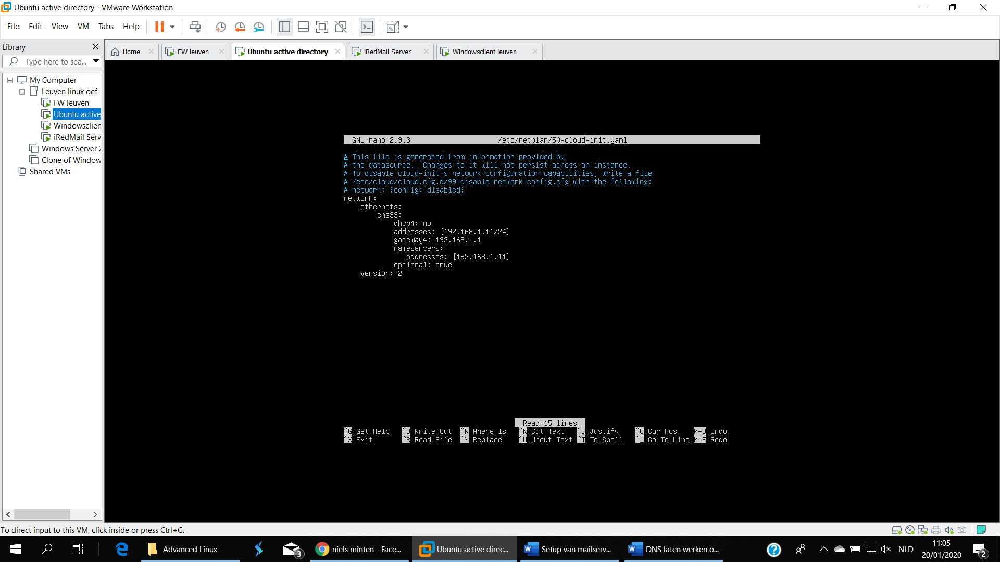 Ubuntu active directory - VMware Workstation
File Edit View VM Tabs Help
Library
Type here to sea...
My Computer
Leuven linux oef
FW leuven
Ubuntu active
Windowsclien
iRedMail Serv
Windows Server 2
Clone of Window
Shared VMs
Home
FW leuven
Ubuntu active directory
iRedMail Server
Windowsclient leuven
GNU nano 2.9.3 /etc/netplan/50-cloud-init.yaml
# This file is generated from information provided by
# the datasource.  Changes to it will not persist across an instance.
# To disable cloud-init's network configuration capabilities, write a file
# /etc/cloud/cloud.cfg.d/99-disable-network-config.cfg with the following:
# network: {config: disabled}
network:
    ethernets:
        ens33:
            dhcp4: no
            addresses: [192.168.1.11/24]
            gateway4: 192.168.1.1
            nameservers:
               addresses: [192.168.1.11]
            optional: true
    version: 2
[ Read 15 lines ]
^G Get Help ^O Write Out ^W Where Is ^K Cut Text ^J Justify ^C Cur Pos M-U Undo
^X Exit ^R Read File ^\ Replace ^U Uncut Text ^T To Spell ^_ Go To Line M-E Redo
To direct input to this VM, click inside or press Ctrl+G.
Advanced Linux
3
niels minten - Face...
Ubuntu active direc...
Setup van mailserv...
DNS laten werken o...
NLD
11:05
20/01/2020
2